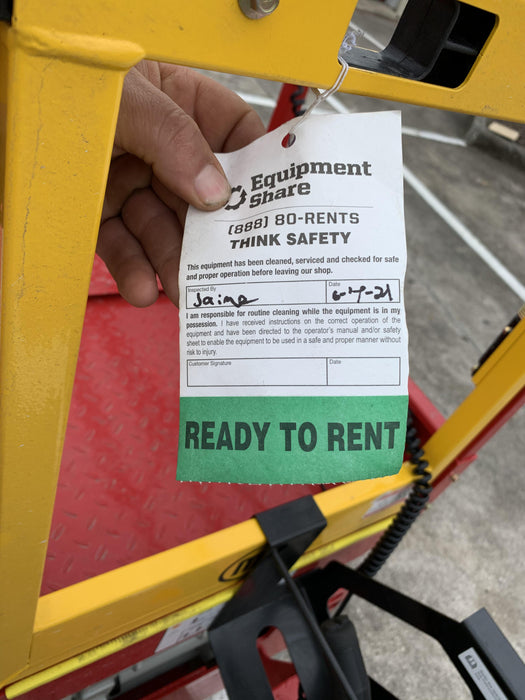 Equipment
Share
(888) 80-RENTS
THINK SAFETY
This equipment has been cleaned, serviced and checked for safe
and proper operation before leaving our shop.
Inspected By
Date
Jaime
6-7-21
I am responsible for routine cleaning while the equipment is in my
possession. I have received instructions on the correct operation of the
equipment and have been directed to the operator's manual and/or safety
sheet to enable the equipment to be used in a safe and proper manner without
risk to injury.
Customer Signature
Date
READY TO RENT